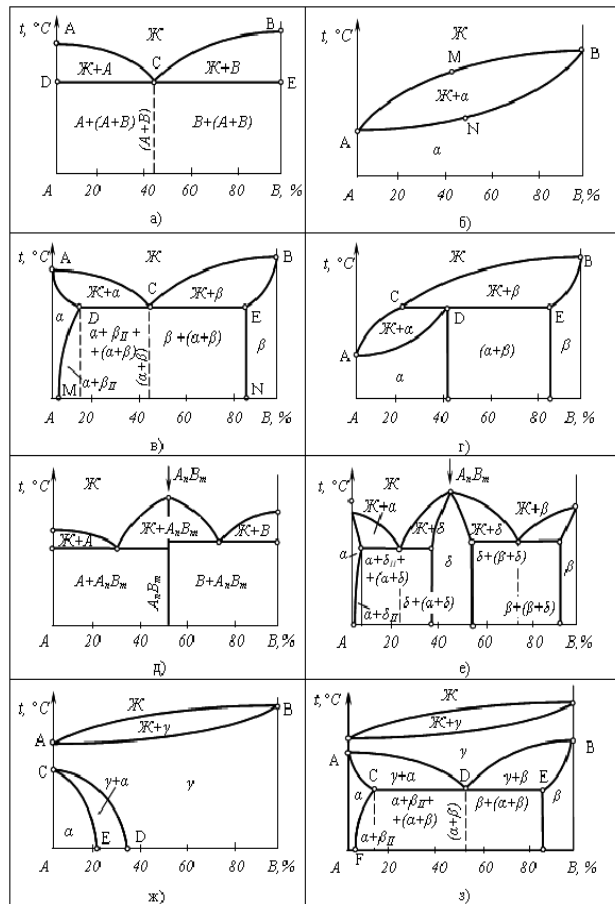 t, °C
A
Ж
B
Ж+А
C
Ж+В
D
E
A+(A+B)
(A+B)
B+(A+B)
A 20 40 60 80 B, %
а)
t, °C
Ж
M
B
Ж+α
N
A
α
A 20 40 60 80 B, %
б)
t, °C
A
Ж
B
Ж+α
C
Ж+β
α
D
E
α+β_II+
+(α+β)
(α+β)
β+(α+β)
β
M
α+β_II
N
A 20 40 60 80 B, %
в)
t, °C
Ж
B
C
Ж+β
Ж+α
D
E
A
(α+β)
α
β
A 20 40 60 80 B, %
г)
t, °C
Ж
AₙBₘ
Ж+AₙBₘ
Ж+А
Ж+В
A+AₙBₘ
AₙBₘ
B+AₙBₘ
A 20 40 60 80 B, %
д)
t, °C
Ж
AₙBₘ
Ж+α
Ж+δ
Ж+δ
Ж+β
α
α+δ_II+
+(α+δ)
δ
δ+(β+δ)
β
α+δ_II
δ+(α+δ)
β+(β+δ)
A 20 40 60 80 B, %
е)
t, °C
Ж
B
Ж+γ
A
C
γ+α
γ
α
E
D
A 20 40 60 80 B, %
ж)
t, °C
Ж
Ж+γ
A
γ
B
C
γ+α
D
γ+β
E
α
α+β_II+
+(α+β)
(α+β)
β+(α+β)
β
α+β_II
F
A 20 40 60 80 B, %
з)